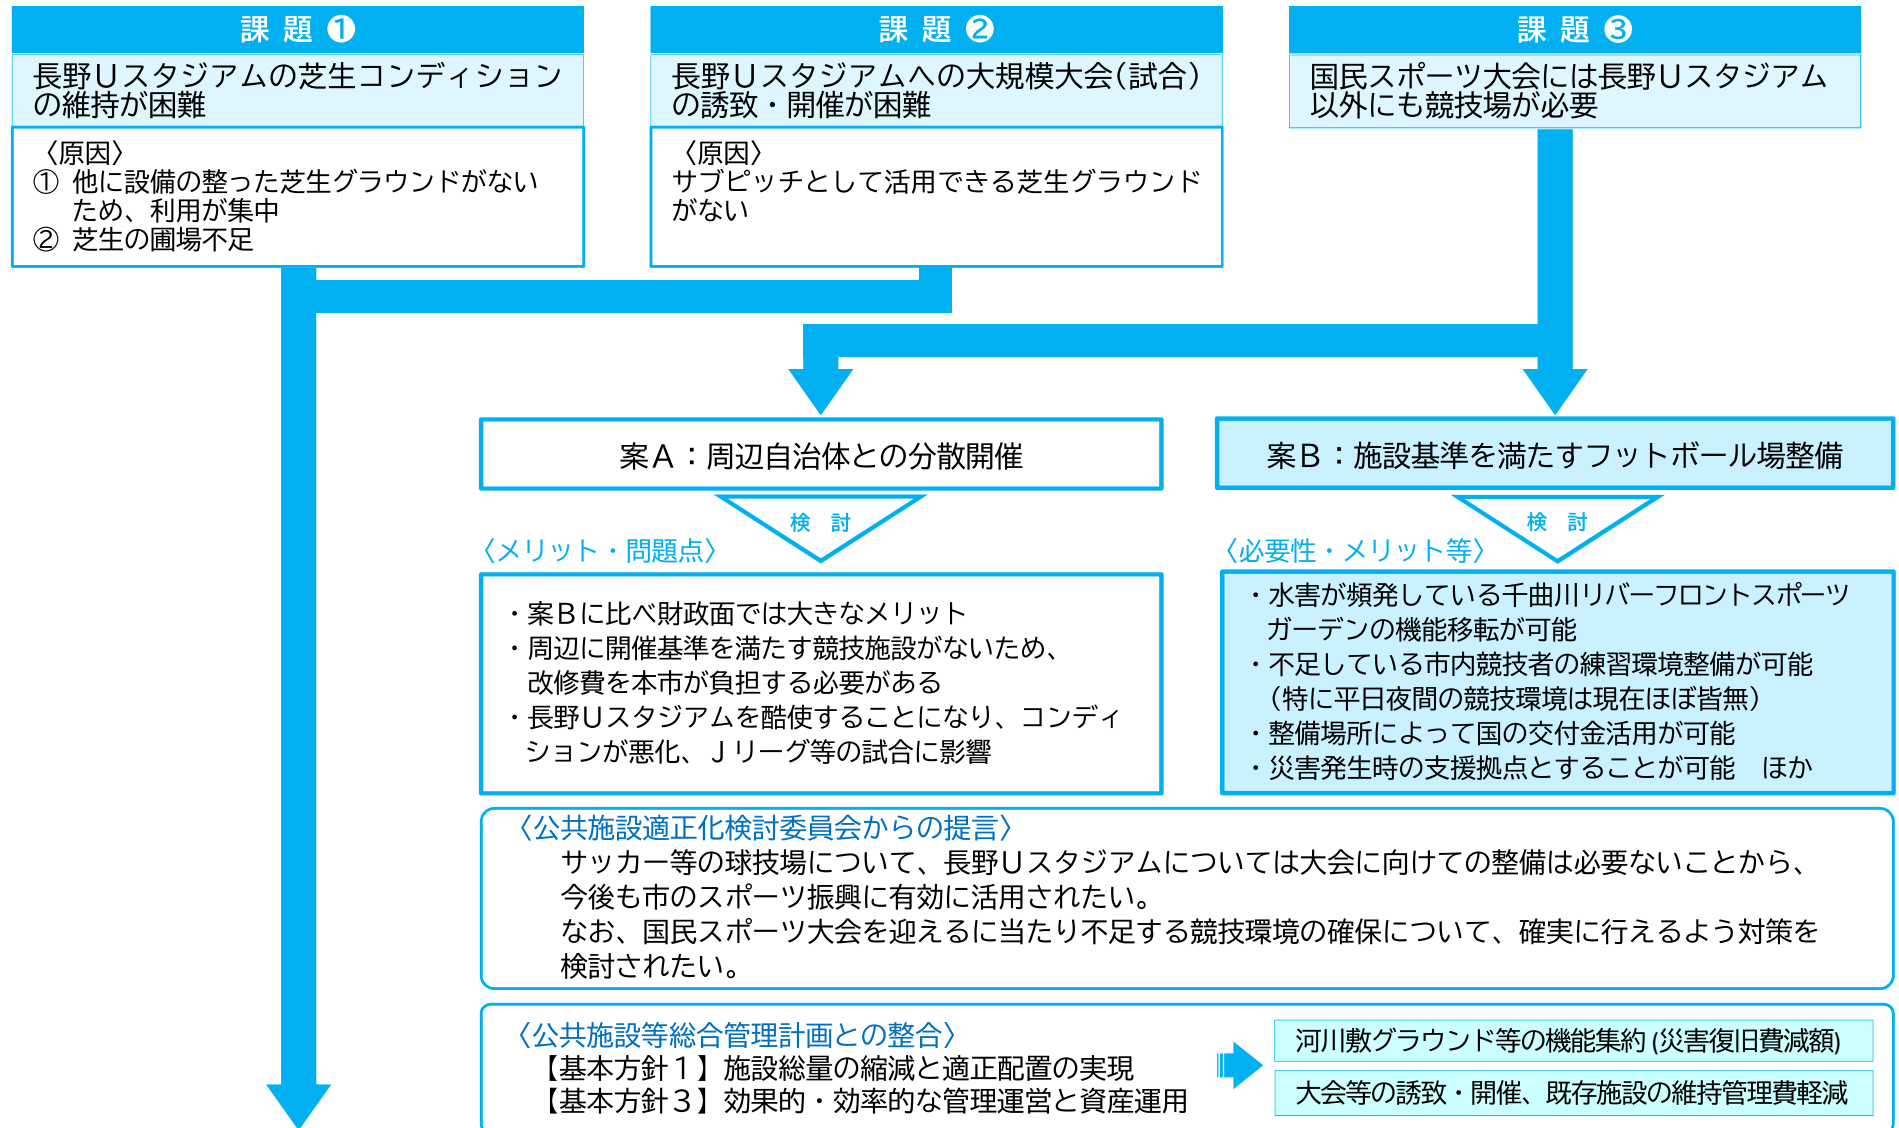 課 題 ❶
長野Ｕスタジアムの芝生コンディション
の維持が困難
〈原因〉
① 他に設備の整った芝生グラウンドがない
ため、利用が集中
② 芝生の圃場不足
課 題 ❷
長野Ｕスタジアムへの大規模大会(試合)
の誘致・開催が困難
〈原因〉
サブピッチとして活用できる芝生グラウンド
がない
課 題 ❸
国民スポーツ大会には長野Ｕスタジアム
以外にも競技場が必要
案Ａ：周辺自治体との分散開催
検 討
〈メリット・問題点〉
・案Ｂに比べ財政面では大きなメリット
・周辺に開催基準を満たす競技施設がないため、
改修費を本市が負担する必要がある
・長野Ｕスタジアムを酷使することになり、コンディ
ションが悪化、Ｊリーグ等の試合に影響
案Ｂ：施設基準を満たすフットボール場整備
検 討
〈必要性・メリット等〉
・水害が頻発している千曲川リバーフロントスポーツ
ガーデンの機能移転が可能
・不足している市内競技者の練習環境整備が可能
（特に平日夜間の競技環境は現在ほぼ皆無）
・整備場所によって国の交付金活用が可能
・災害発生時の支援拠点とすることが可能　ほか
〈公共施設適正化検討委員会からの提言〉
サッカー等の球技場について、長野Ｕスタジアムについては大会に向けての整備は必要ないことから、
今後も市のスポーツ振興に有効に活用されたい。
なお、国民スポーツ大会を迎えるに当たり不足する競技環境の確保について、確実に行えるよう対策を
検討されたい。
〈公共施設等総合管理計画との整合〉
【基本方針１】施設総量の縮減と適正配置の実現
【基本方針３】効果的・効率的な管理運営と資産運用
河川敷グラウンド等の機能集約 (災害復旧費減額)
大会等の誘致・開催、既存施設の維持管理費軽減